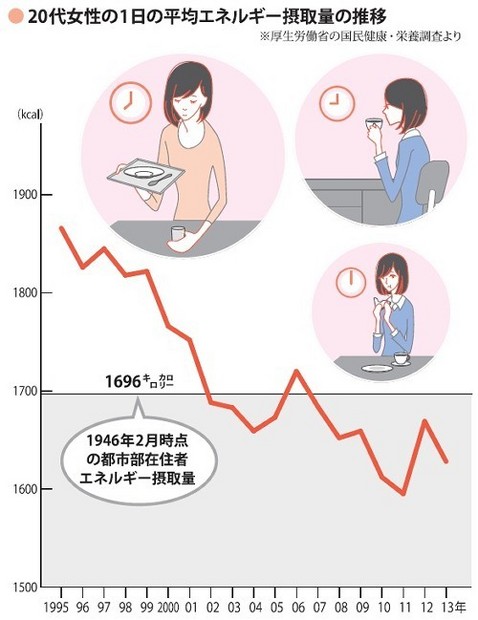 ● 20代女性の1日の平均エネルギー摂取量の推移
※厚生労働省の国民健康・栄養調査より
(kcal)
1900
1800
1700
1696キロカロリー
1946年2月時点
の都市部在住者
エネルギー摂取量
1600
1500
1995 96 97 98 99 2000 01 02 03 04 05 06 07 08 09 10 11 12 13年